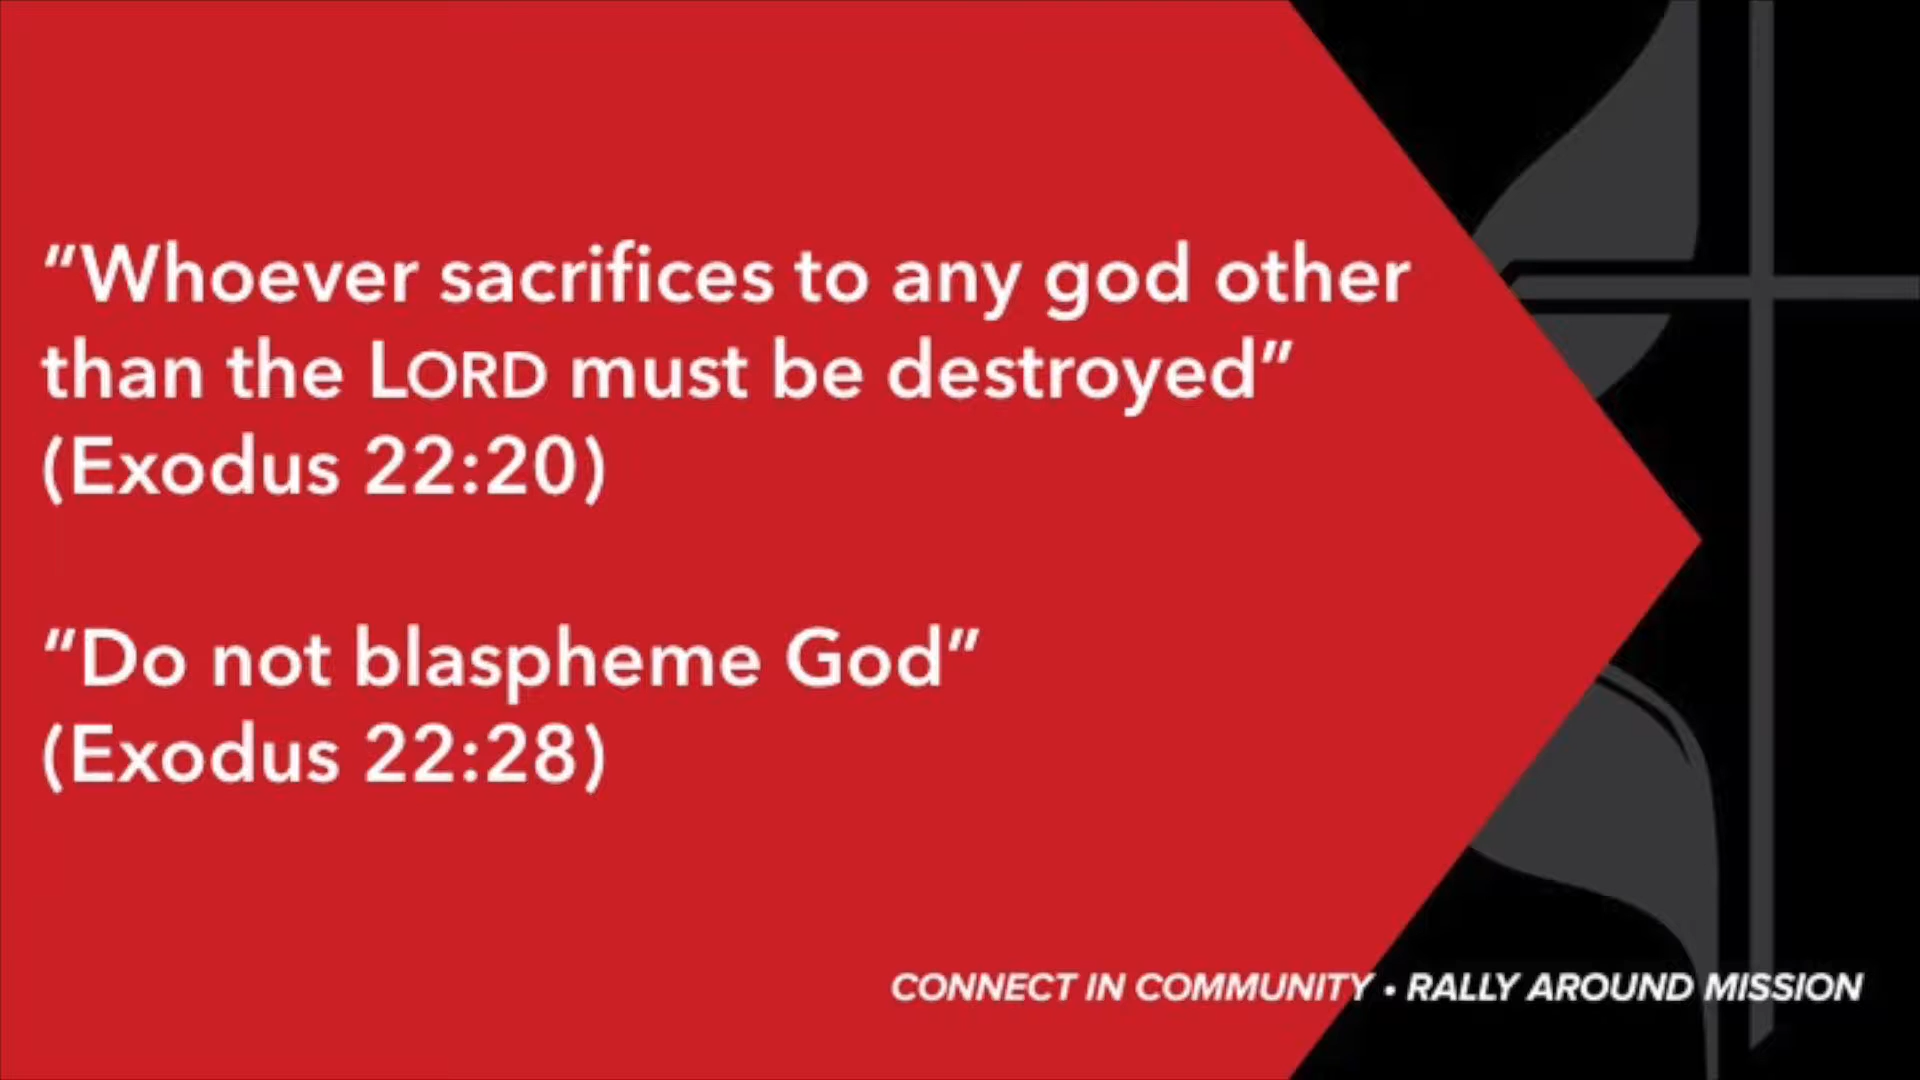 “Whoever sacrifices to any god other
than the LORD must be destroyed”
(Exodus 22:20)
“Do not blaspheme God”
(Exodus 22:28)
CONNECT IN COMMUNITY • RALLY AROUND MISSION